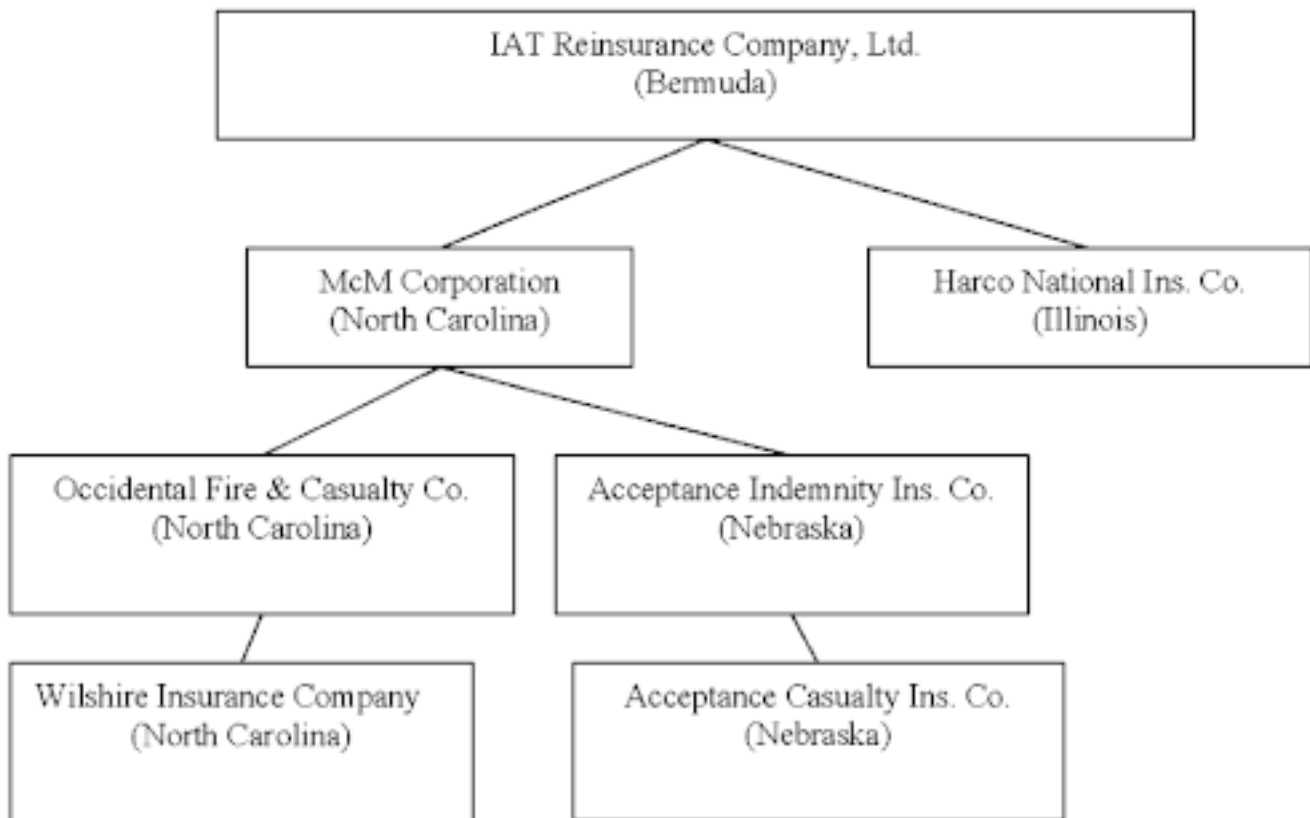 IAT Reinsurance Company, Ltd.
(Bermuda)
McM Corporation
(North Carolina)
Harco National Ins. Co.
(Illinois)
Occidental Fire & Casualty Co.
(North Carolina)
Acceptance Indemnity Ins. Co.
(Nebraska)
Wilshire Insurance Company
(North Carolina)
Acceptance Casualty Ins. Co.
(Nebraska)